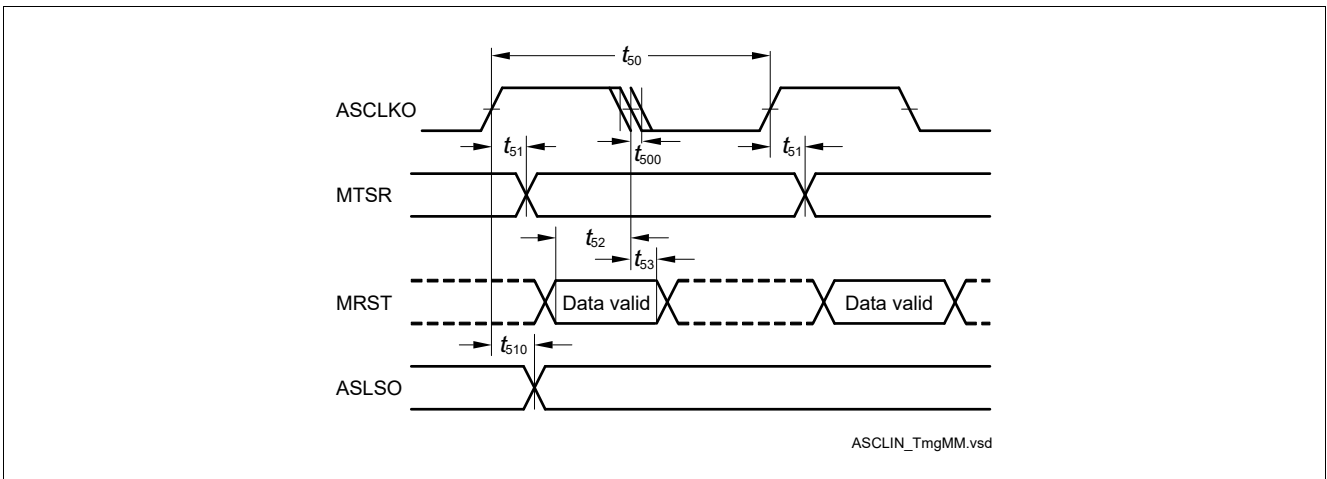 t50
ASCLKO
t51 t500 t51
MTSR
t52
t53
MRST Data valid Data valid
t510
ASLSO
ASCLIN_TmgMM.vsd